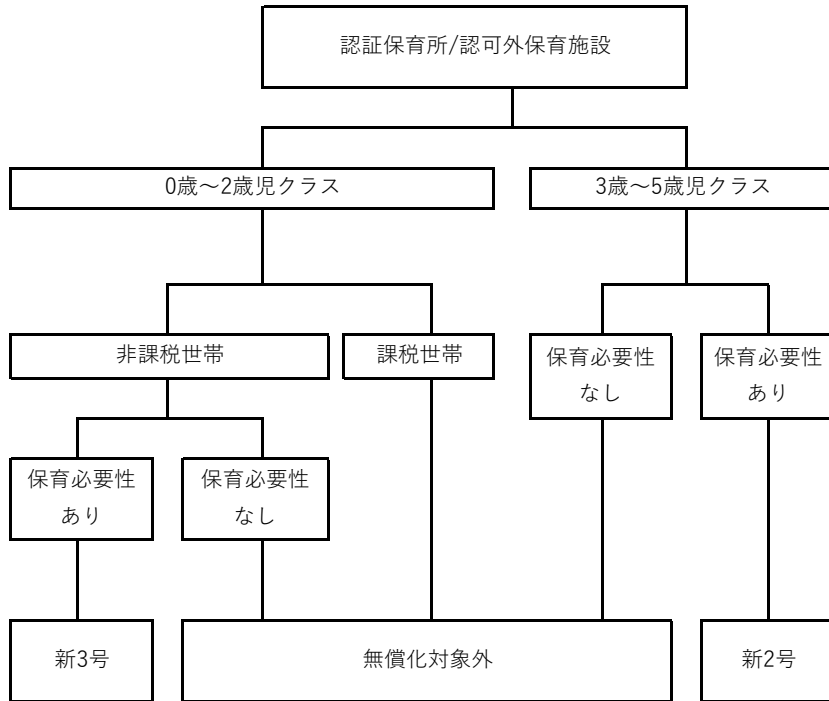 認証保育所/認可外保育施設
0歳～2歳児クラス
3歳～5歳児クラス
非課税世帯
課税世帯
保育必要性
なし
保育必要性
あり
保育必要性
あり
保育必要性
なし
新3号
無償化対象外
新2号